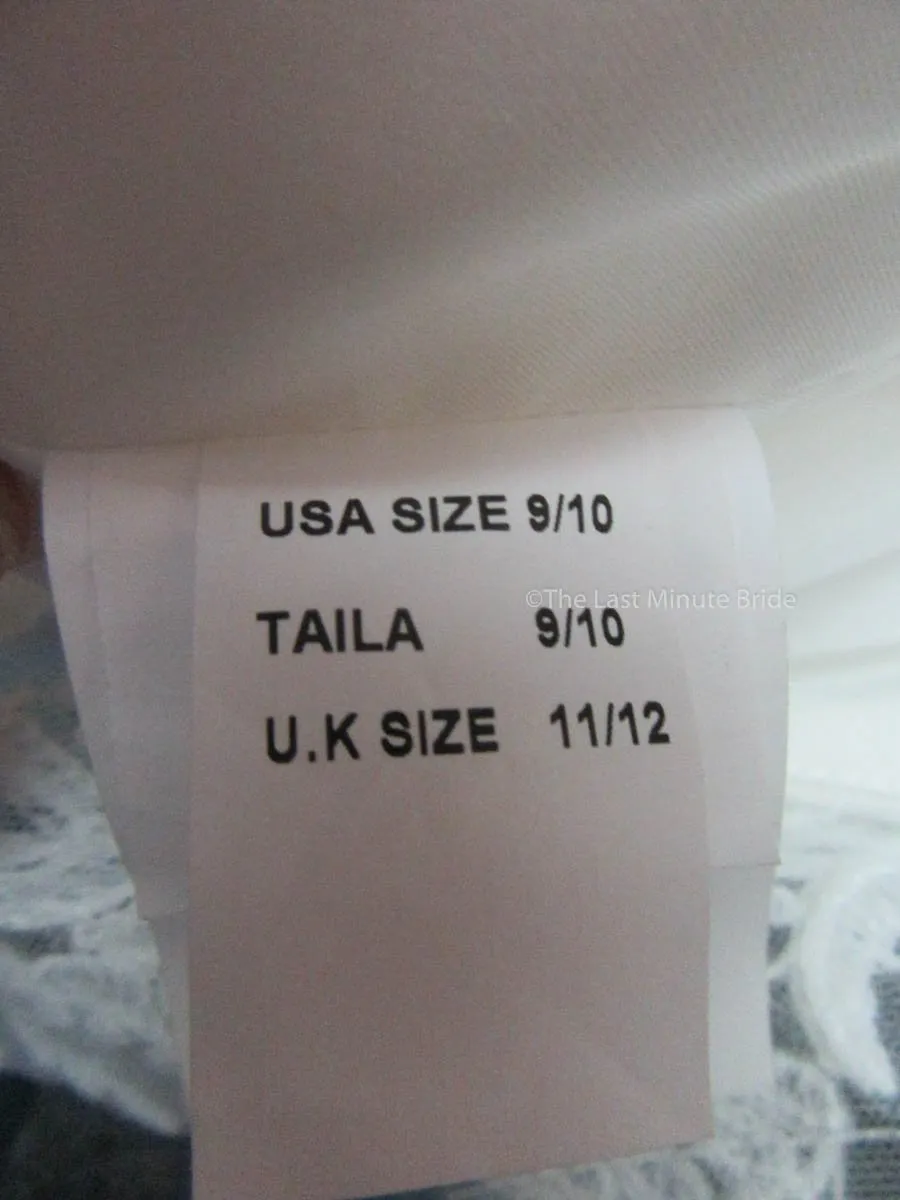 USA SIZE 9/10
©The Last Minute Bride
TAILA 9/10
U.K SIZE 11/12